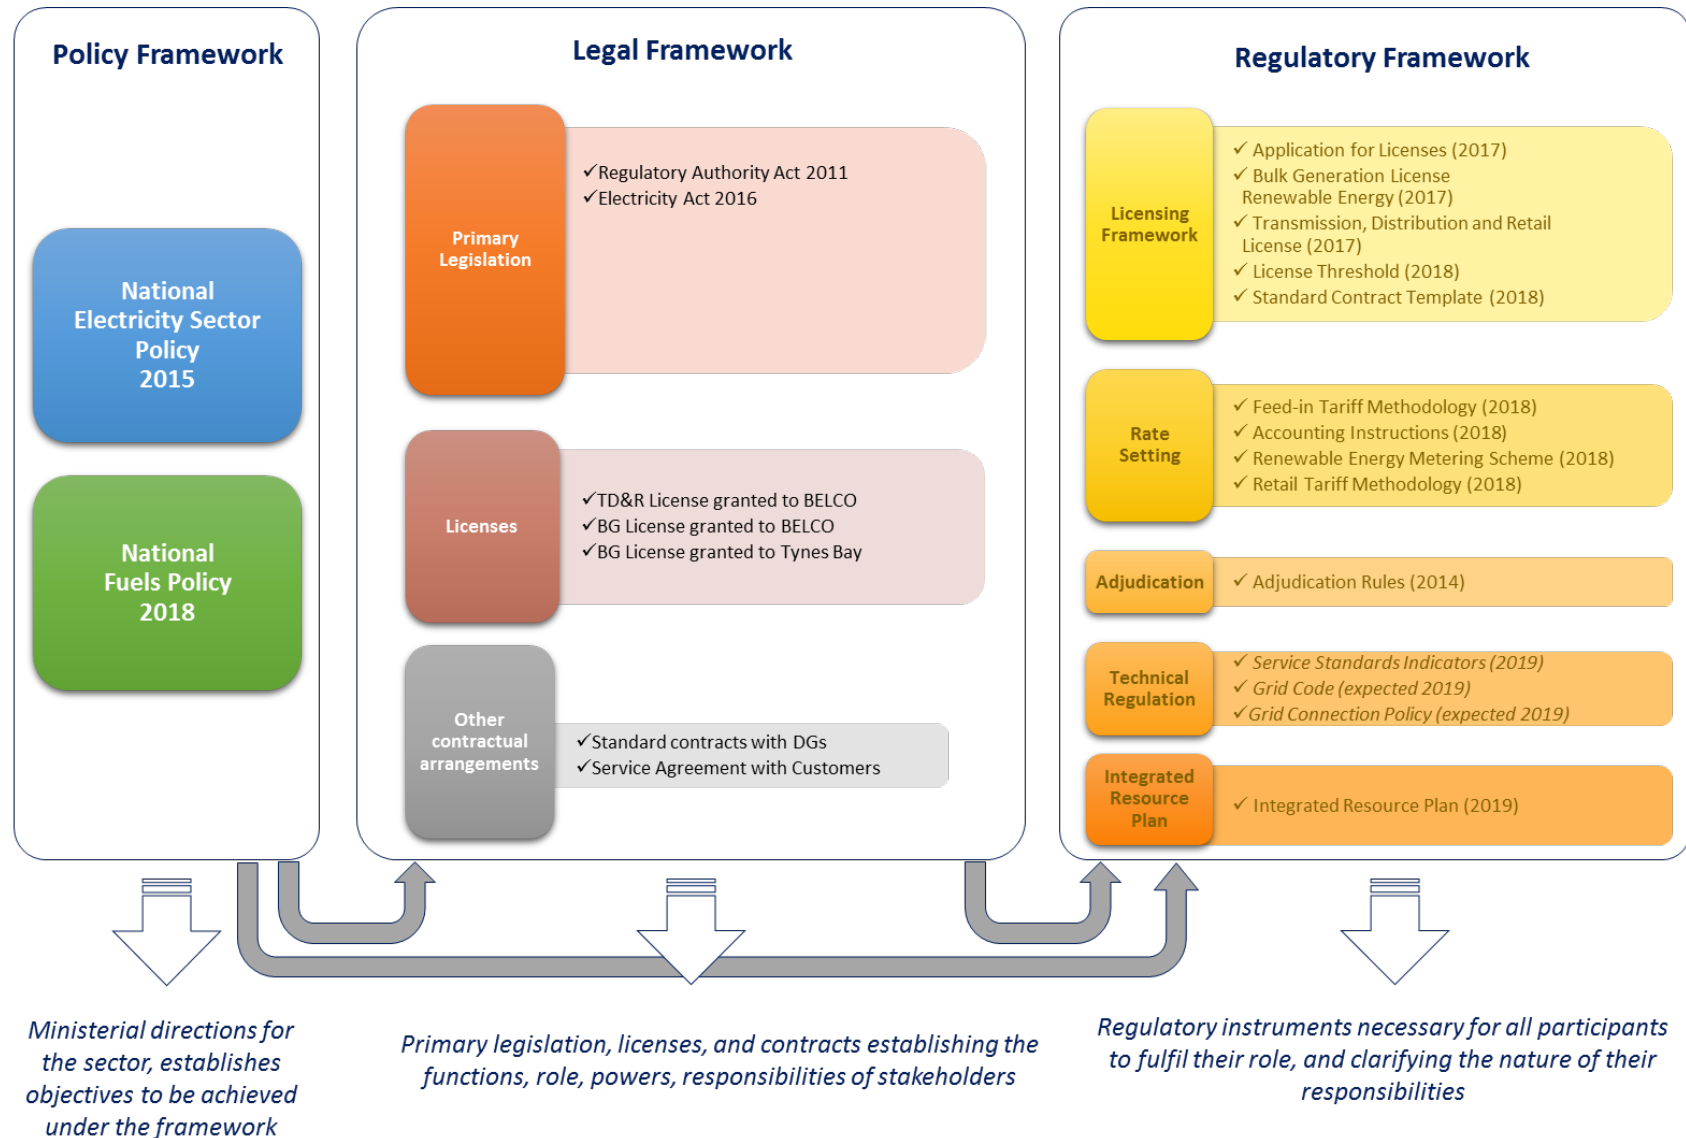 Policy Framework
National
Electricity Sector
Policy
2015
National
Fuels Policy
2018
Legal Framework
Primary
Legislation
✓Regulatory Authority Act 2011
✓Electricity Act 2016
Licenses
✓TD&R License granted to BELCO
✓BG License granted to BELCO
✓BG License granted to Tynes Bay
Other
contractual
arrangements
✓Standard contracts with DGs
✓Service Agreement with Customers
Regulatory Framework
Licensing
Framework
✓ Application for Licenses (2017)
✓ Bulk Generation License
Renewable Energy (2017)
✓ Transmission, Distribution and Retail
License (2017)
✓ License Threshold (2018)
✓ Standard Contract Template (2018)
Rate
Setting
✓ Feed-in Tariff Methodology (2018)
✓ Accounting Instructions (2018)
✓ Renewable Energy Metering Scheme (2018)
✓ Retail Tariff Methodology (2018)
Adjudication
✓ Adjudication Rules (2014)
Technical
Regulation
✓ Service Standards Indicators (2019)
✓ Grid Code (expected 2019)
✓Grid Connection Policy (expected 2019)
Integrated
Resource
Plan
✓ Integrated Resource Plan (2019)
Ministerial directions for
the sector, establishes
objectives to be achieved
under the framework
Primary legislation, licenses, and contracts establishing the
functions, role, powers, responsibilities of stakeholders
Regulatory instruments necessary for all participants
to fulfil their role, and clarifying the nature of their
responsibilities